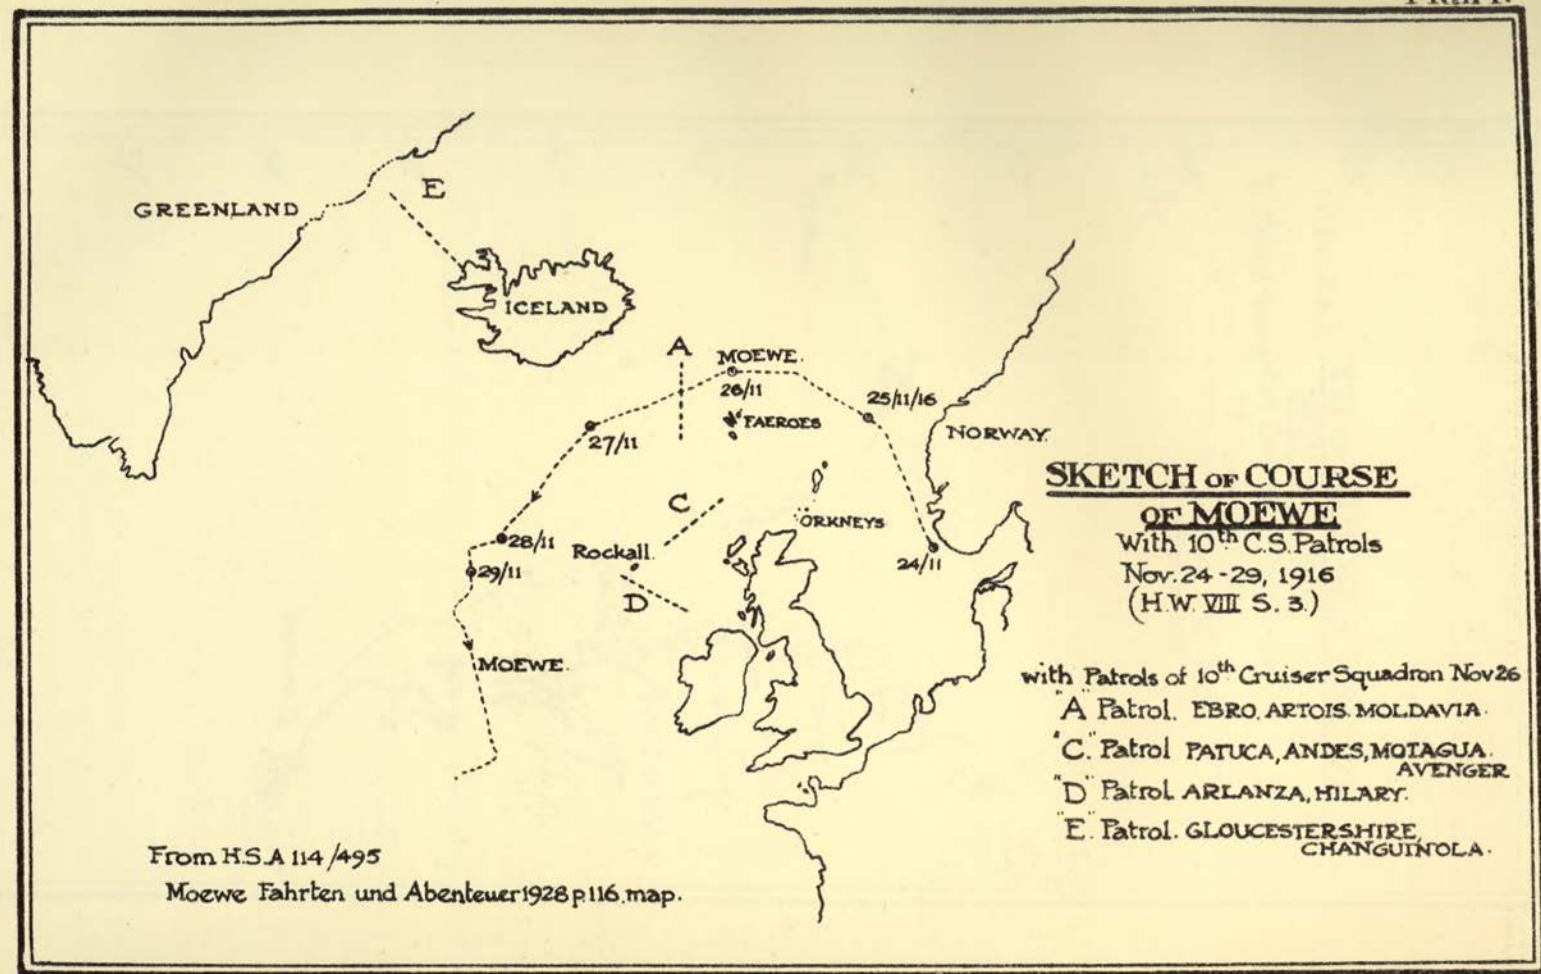 GREENLAND
E
ICELAND
A
MOEWE.
26/11
25/11/16
FAEROES
27/11
NORWAY.
SKETCH OF COURSE
OF MOEWE
With 10th C.S. Patrols
Nov. 24-29, 1916
(H.W. VIII S. 3.)
C
ORKNEYS
28/11
Rockall.
24/11
29/11
D
MOEWE.
with Patrols of 10th Cruiser Squadron Nov 26
"A" Patrol. EBRO. ARTOIS. MOLDAVIA.
"C." Patrol PATUCA, ANDES, MOTAGUA.
AVENGER
"D" Patrol. ARLANZA, HILARY.
"E". Patrol. GLOUCESTERSHIRE,
CHANGUINOLA.
From H.S.A 114/495
Moewe Fahrten und Abenteuer 1928 p.116. map.